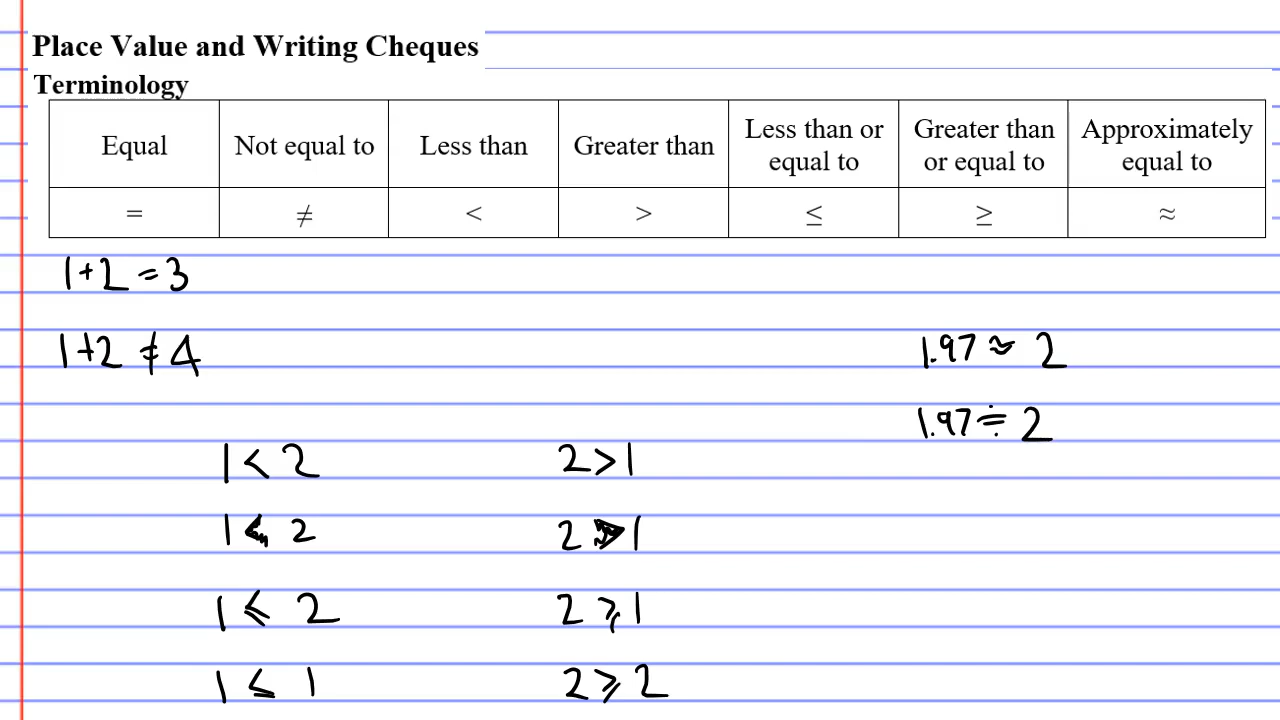 Place Value and Writing Cheques
Terminology
Equal Not equal to Less than Greater than Less than or equal to Greater than or equal to Approximately equal to
= ≠ < > ≤ ≥ ≈
1+2 = 3
1+2 ≠ 4
1.97 ≈ 2
1.97 ≑ 2
1 < 2 2 > 1
1 < 2 2 > 1
1 ≤ 2 2 ≥ 1
1 ≤ 1 2 ≥ 2